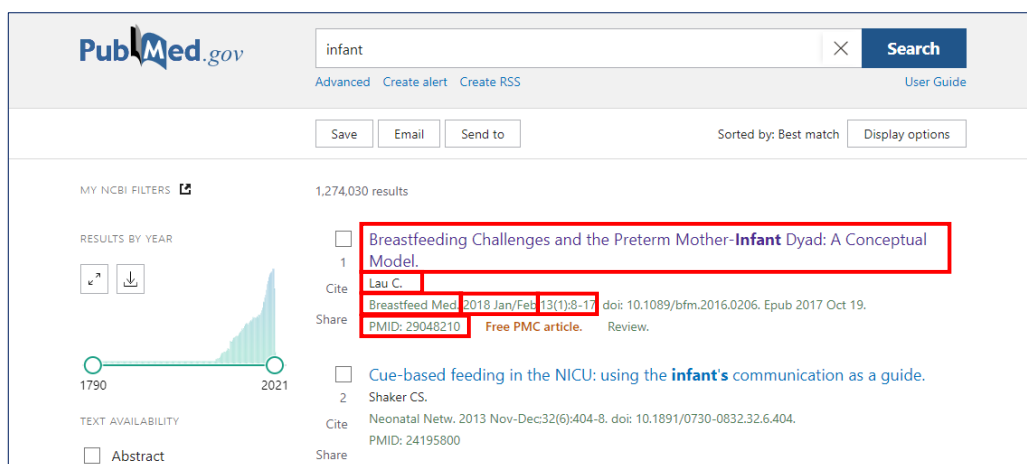 PubMed.gov
infant
Search
Advanced Create alert Create RSS
User Guide
Save Email Send to
Sorted by: Best match Display options
MY NCBI FILTERS
1,274,030 results
RESULTS BY YEAR
Breastfeeding Challenges and the Preterm Mother-Infant Dyad: A Conceptual
Model.
1
Lau C.
Cite
Breastfeed Med. 2018 Jan/Feb;13(1):8-17. doi: 10.1089/bfm.2016.0206. Epub 2017 Oct 19.
Share
PMID: 29048210 Free PMC article. Review.
1790 2021
Cue-based feeding in the NICU: using the infant's communication as a guide.
2
Shaker CS.
Cite
Neonatal Netw. 2013 Nov-Dec;32(6):404-8. doi: 10.1891/0730-0832.32.6.404.
PMID: 24195800
Share
TEXT AVAILABILITY
Abstract